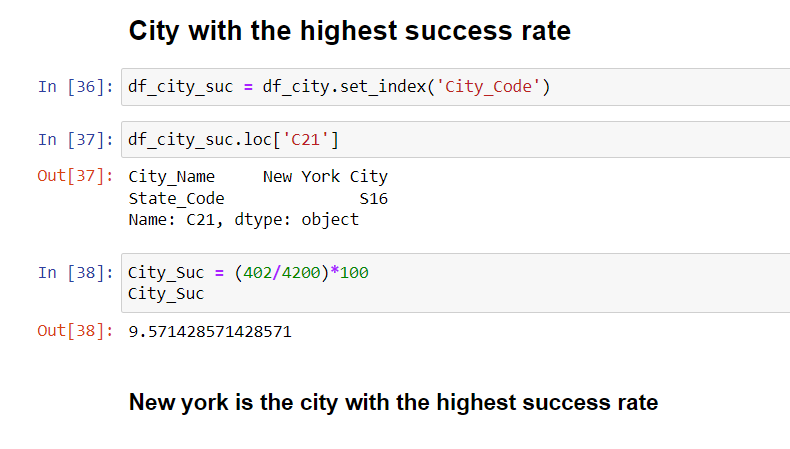 City with the highest success rate
In [36]: df_city_suc = df_city.set_index('City_Code')
In [37]: df_city_suc.loc['C21']
Out[37]: City_Name     New York City
State_Code              S16
Name: C21, dtype: object
In [38]: City_Suc = (402/4200)*100
City_Suc
Out[38]: 9.571428571428571
New york is the city with the highest success rate